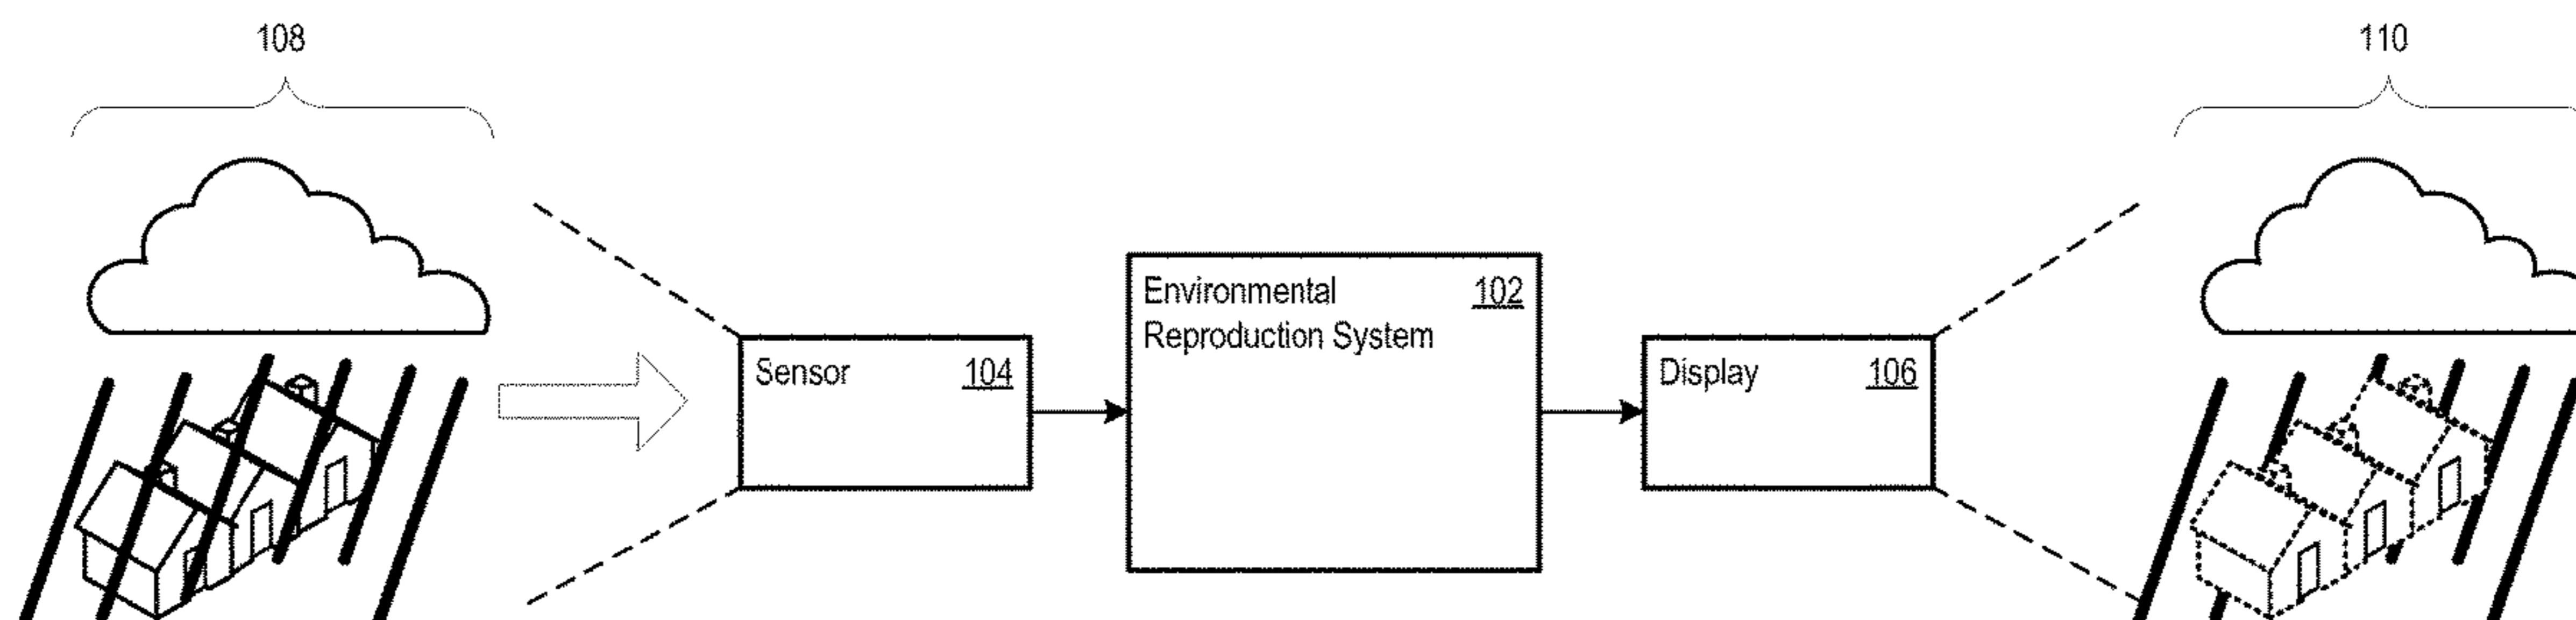 108
110
Environmental 102
Reproduction System
Sensor 104
Display 106